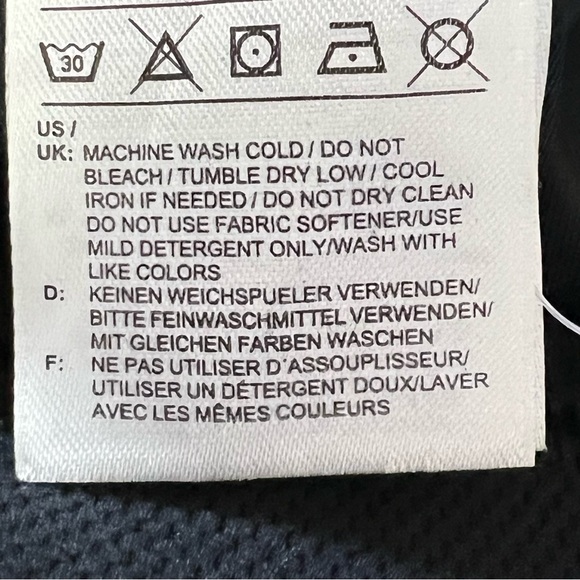 30
US /
UK: MACHINE WASH COLD / DO NOT
BLEACH / TUMBLE DRY LOW / COOL
IRON IF NEEDED / DO NOT DRY CLEAN
DO NOT USE FABRIC SOFTENER/USE
MILD DETERGENT ONLY/WASH WITH
LIKE COLORS
D: KEINEN WEICHSPUELER VERWENDEN/
BITTE FEINWASCHMITTEL VERWENDEN/
MIT GLEICHEN FARBEN WASCHEN
F: NE PAS UTILISER D'ASSOUPLISSEUR/
UTILISER UN DÉTERGENT DOUX/LAVER
AVEC LES MÊMES COULEURS